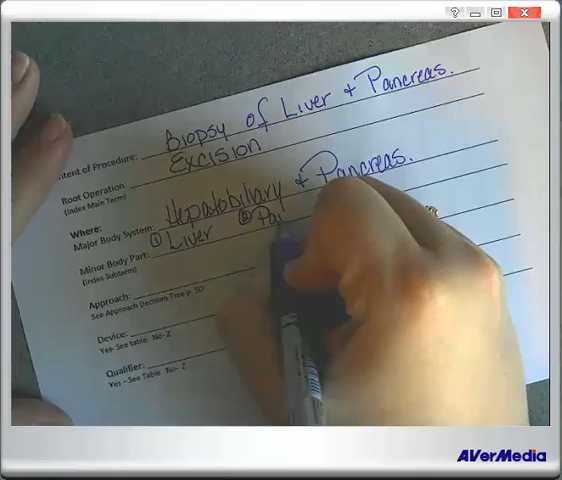 ntent of Procedure: Biopsy of Liver + Pancreas.
Root Operation: Excision
(Index Main Term)
Where:
Major Body System: Hepatobiliary + Pancreas.
Minor Body Part: ① Liver ② Pa
(Index Subterm)
Approach:
See Approach Decision Tree p. 50
Device:
Yes- See table No- Z
Qualifier:
Yes – See Table No- Z
AVerMedia